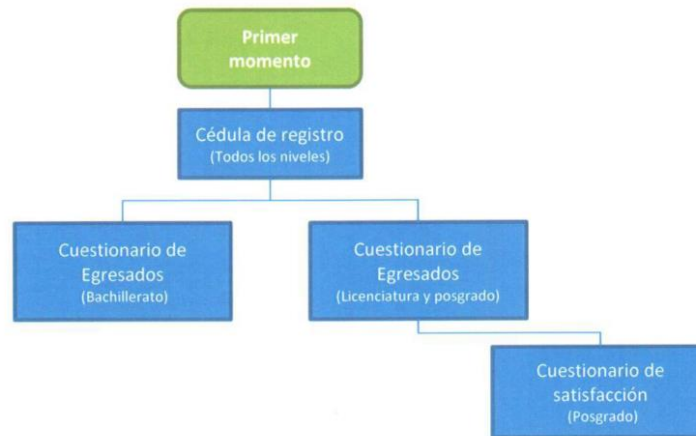 Primer
momento
Cédula de registro
(Todos los niveles)
Cuestionario de
Egresados
(Bachillerato)
Cuestionario de
Egresados
(Licenciatura y posgrado)
Cuestionario de
satisfacción
(Posgrado)